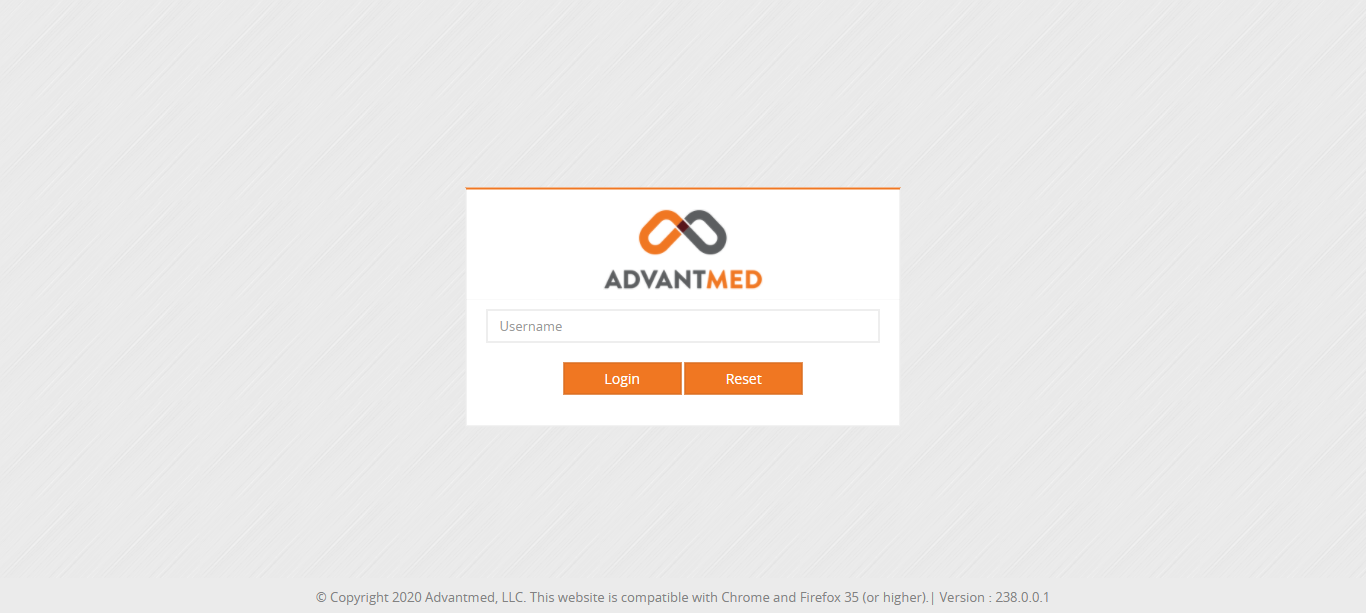 ADVANTMED
Username
Login Reset
© Copyright 2020 Advantmed, LLC. This website is compatible with Chrome and Firefox 35 (or higher).| Version : 238.0.0.1